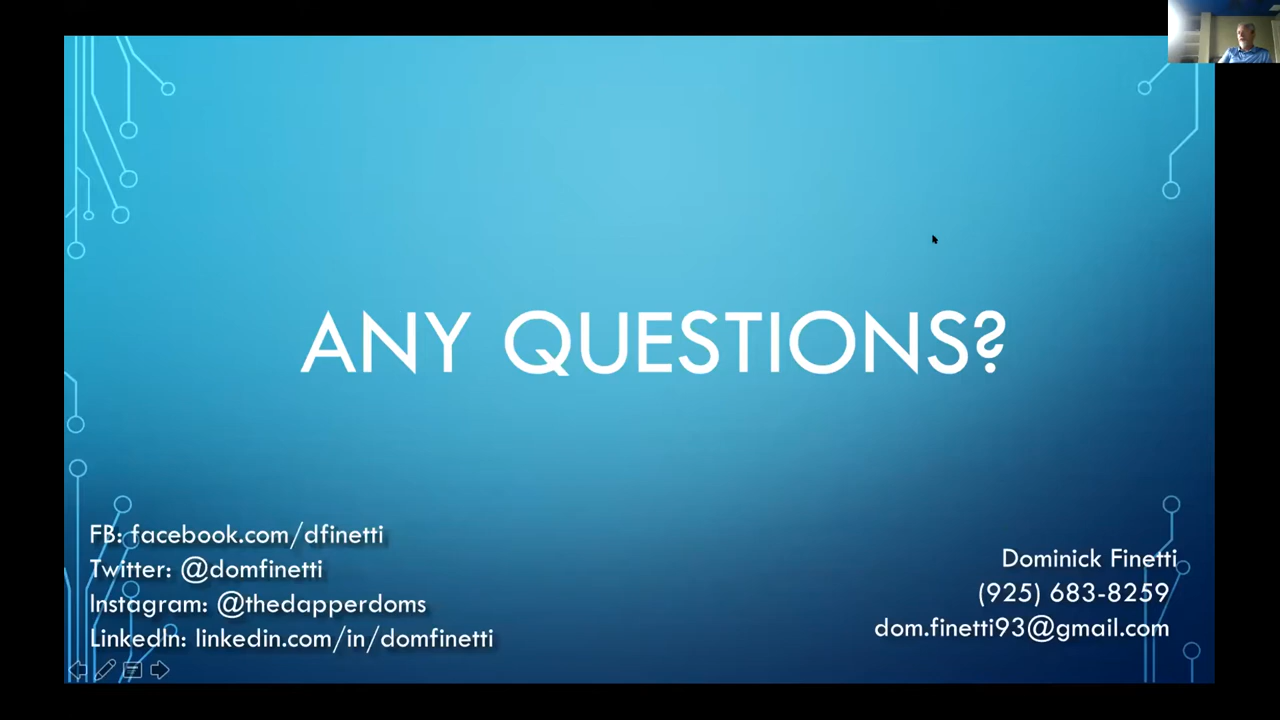 ANY QUESTIONS?
FB: facebook.com/dfinetti
Twitter: @domfinetti
Instagram: @thedapperdoms
LinkedIn: linkedin.com/in/domfinetti
Dominick Finetti
(925) 683-8259
dom.finetti93@gmail.com